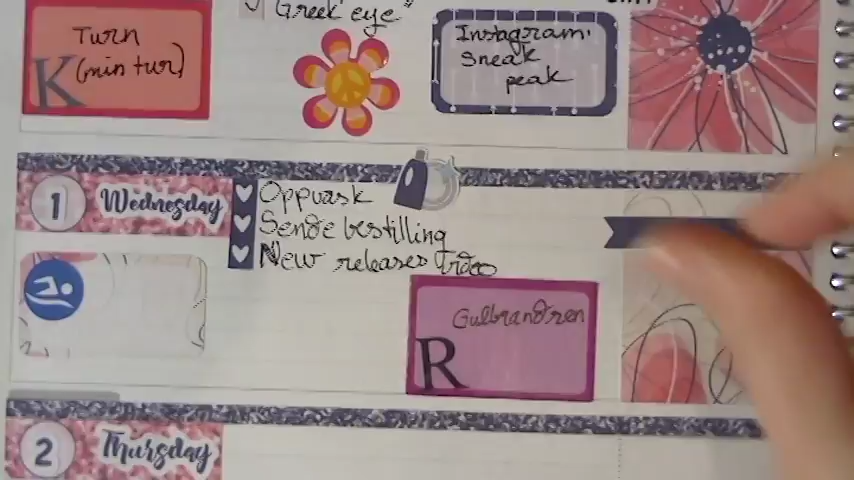 "Greek eye"
Turn
(min tur)
K
Instagram
sneak
peak
1
Wednesday
Oppvask
Sende bestilling
New releases video
Gulbrandsen
R
2
Thursday